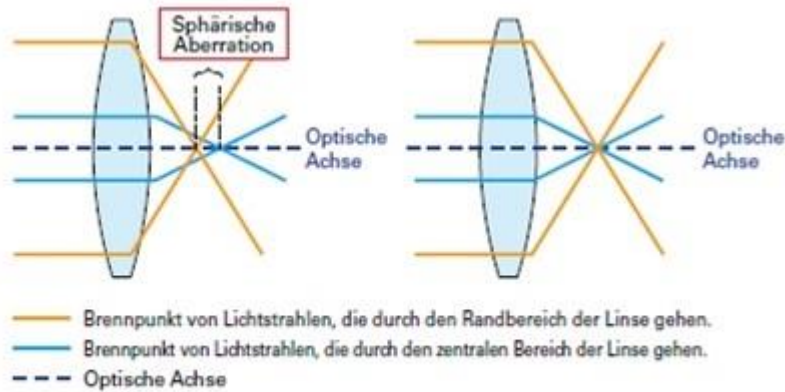 Sphärische
Aberration
Optische
Achse
Optische
Achse
Brennpunkt von Lichtstrahlen, die durch den Randbereich der Linse gehen.
Brennpunkt von Lichtstrahlen, die durch den zentralen Bereich der Linse gehen.
Optische Achse